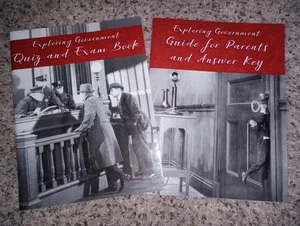 Exploring Government
Quiz and Exam Book
Exploring Government
Guide for Parents
and Answer Key